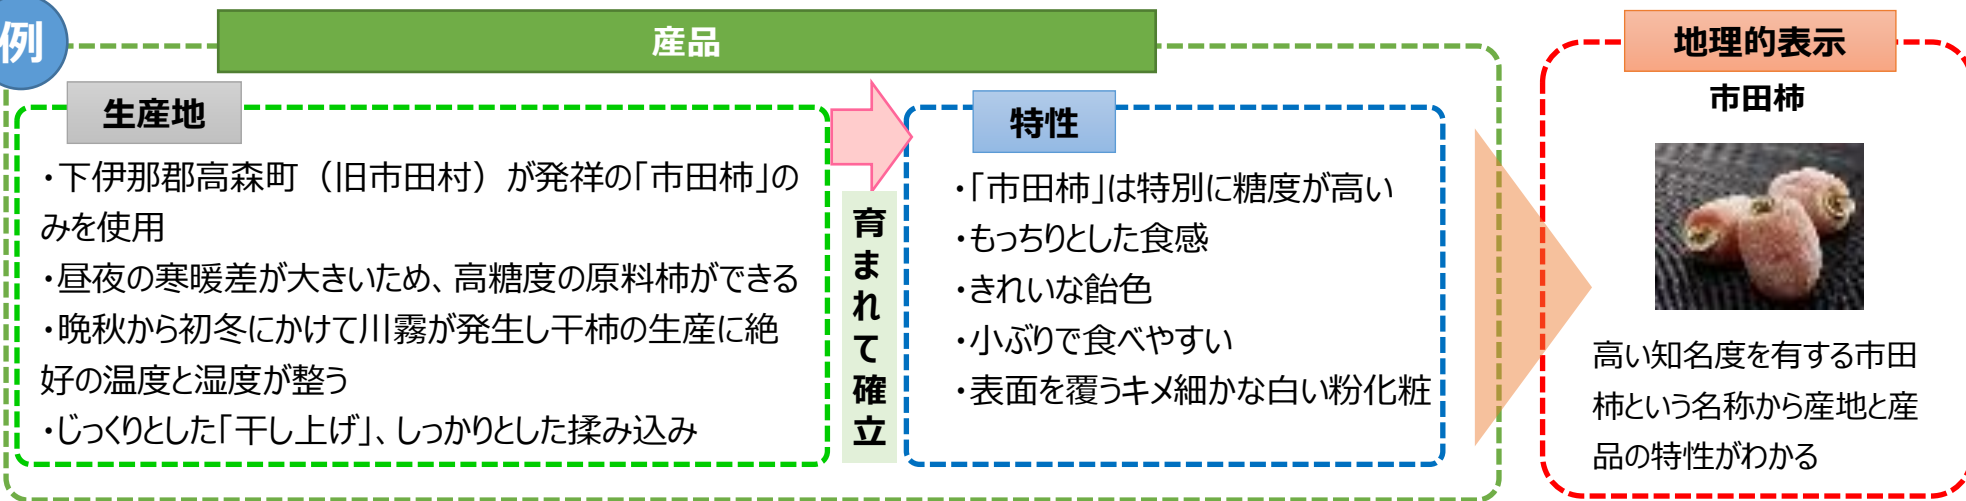 例
産品
生産地
・下伊那郡高森町（旧市田村）が発祥の「市田柿」の
みを使用
・昼夜の寒暖差が大きいため、高糖度の原料柿ができる
・晩秋から初冬にかけて川霧が発生し干柿の生産に絶
好の温度と湿度が整う
・じっくりとした「干し上げ」、しっかりとした揉み込み
育まれて確立
特性
・「市田柿」は特別に糖度が高い
・もっちりとした食感
・きれいな飴色
・小ぶりで食べやすい
・表面を覆うキメ細かな白い粉化粧
地理的表示
市田柿
高い知名度を有する市田
柿という名称から産地と産
品の特性がわかる